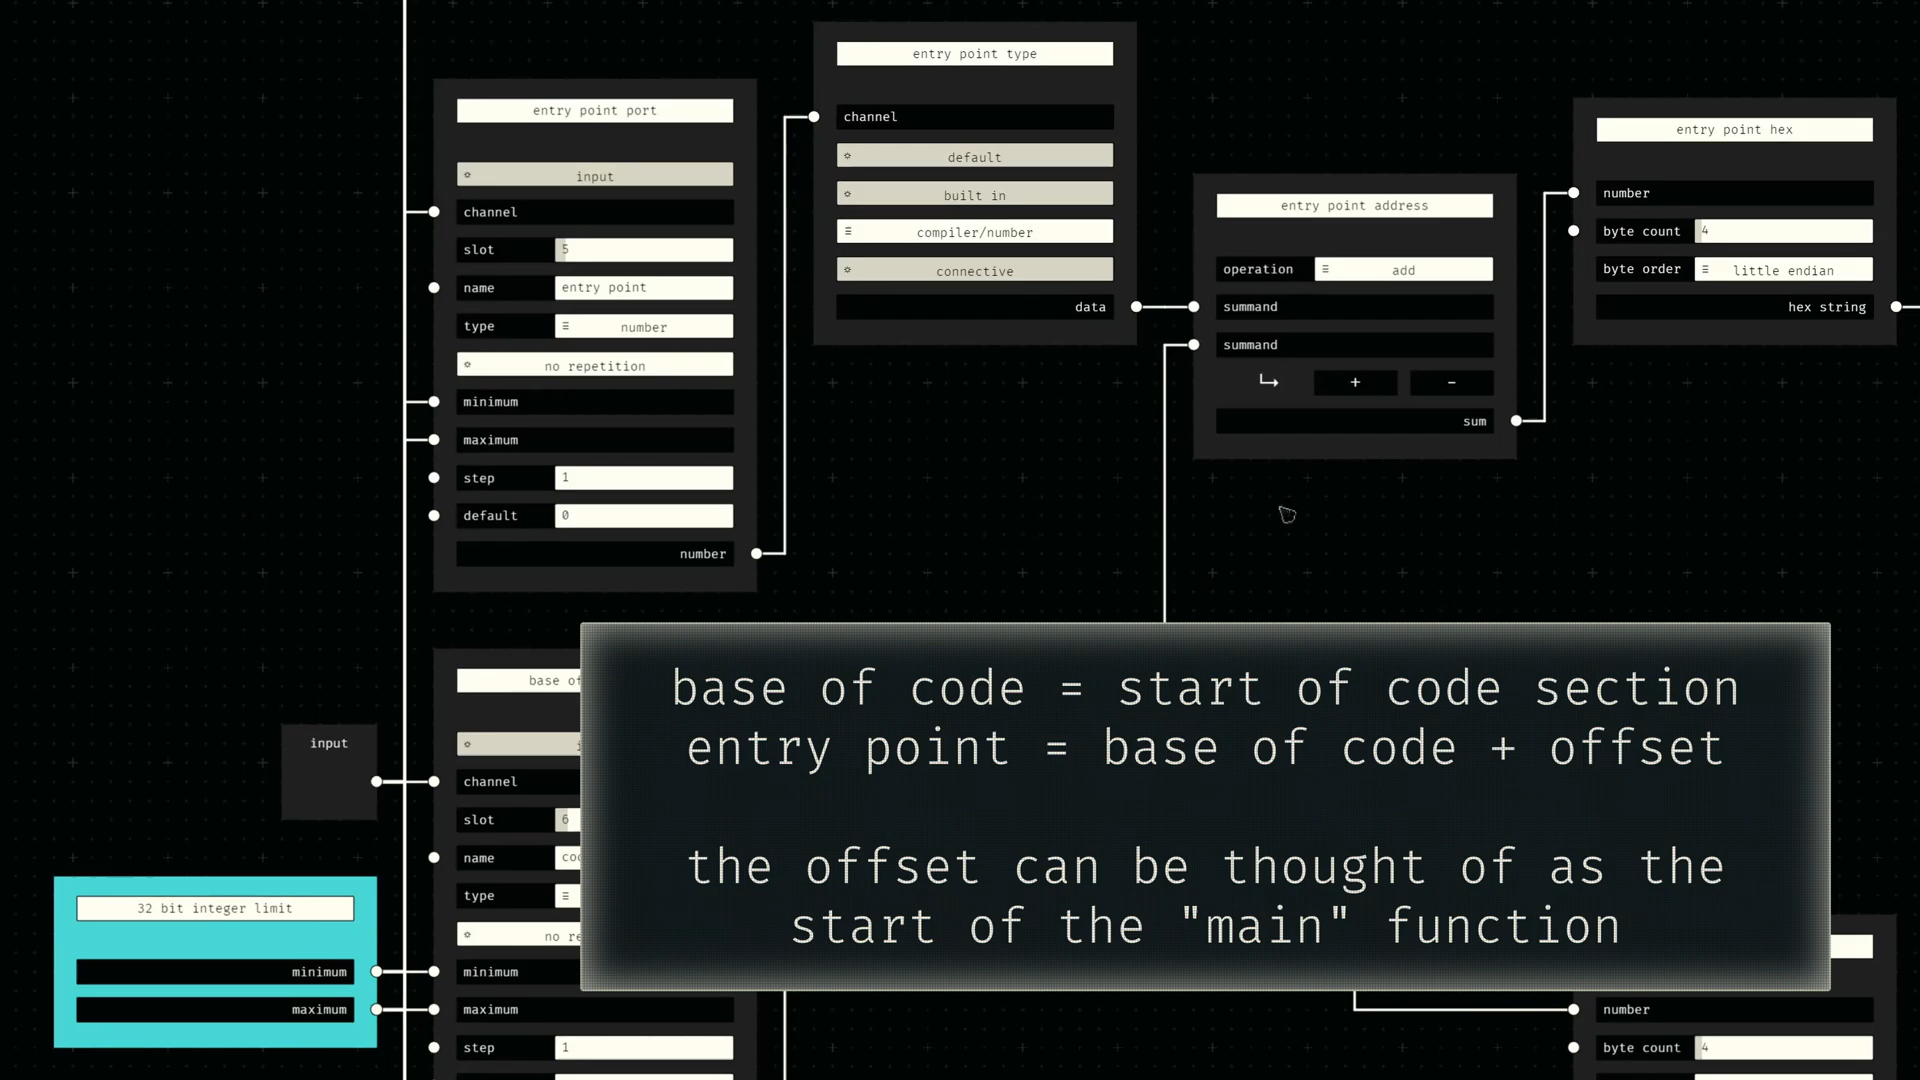 entry point port
input
channel
slot 5
name entry point
type number
no repetition
minimum
maximum
step 1
default 0
number
entry point type
channel
default
built in
compiler/number
connective
data
entry point address
operation add
summand
summand
+ -
sum
entry point hex
number
byte count 4
byte order little endian
hex string
input
32 bit integer limit
minimum
maximum
base of
channel
slot 6
name
type
no
minimum
maximum
step 1
base of code = start of code section
entry point = base of code + offset
the offset can be thought of as the
start of the "main" function
number
byte count 4